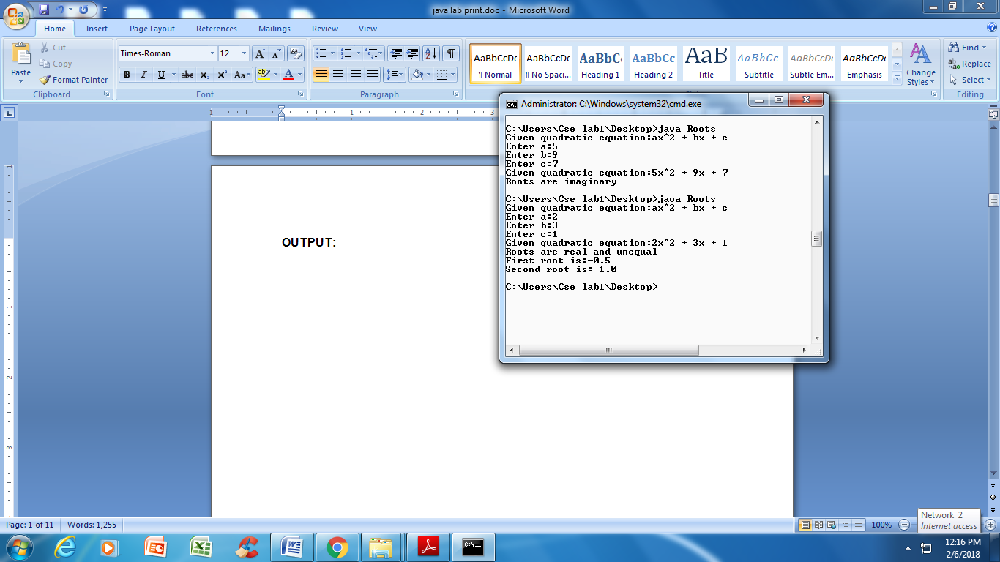 java lab print.doc - Microsoft Word
Home Insert Page Layout References Mailings Review View
Paste
Cut
Copy
Format Painter
Clipboard
Times-Roman 12
B I U abc x₂ x² Aa
Font
Paragraph
AaBbCcDc AaBbCcDc AaBbC AaBbCc AaB AaBbCc. AaBbCcDc AaBbCcDc
¶ Normal ¶ No Spaci... Heading 1 Heading 2 Title Subtitle Subtle Em... Emphasis
Change Styles
Find
Replace
Select
Editing
OUTPUT:
Administrator: C:\Windows\system32\cmd.exe
C:\Users\Cse lab1\Desktop>java Roots
Given quadratic equation:ax^2 + bx + c
Enter a:5
Enter b:9
Enter c:7
Given quadratic equation:5x^2 + 9x + 7
Roots are imaginary
C:\Users\Cse lab1\Desktop>java Roots
Given quadratic equation:ax^2 + bx + c
Enter a:2
Enter b:3
Enter c:1
Given quadratic equation:2x^2 + 3x + 1
Roots are real and unequal
First root is:-0.5
Second root is:-1.0
C:\Users\Cse lab1\Desktop>
Page: 1 of 11 Words: 1,255
100%
Network 2
Internet access
12:16 PM
2/6/2018